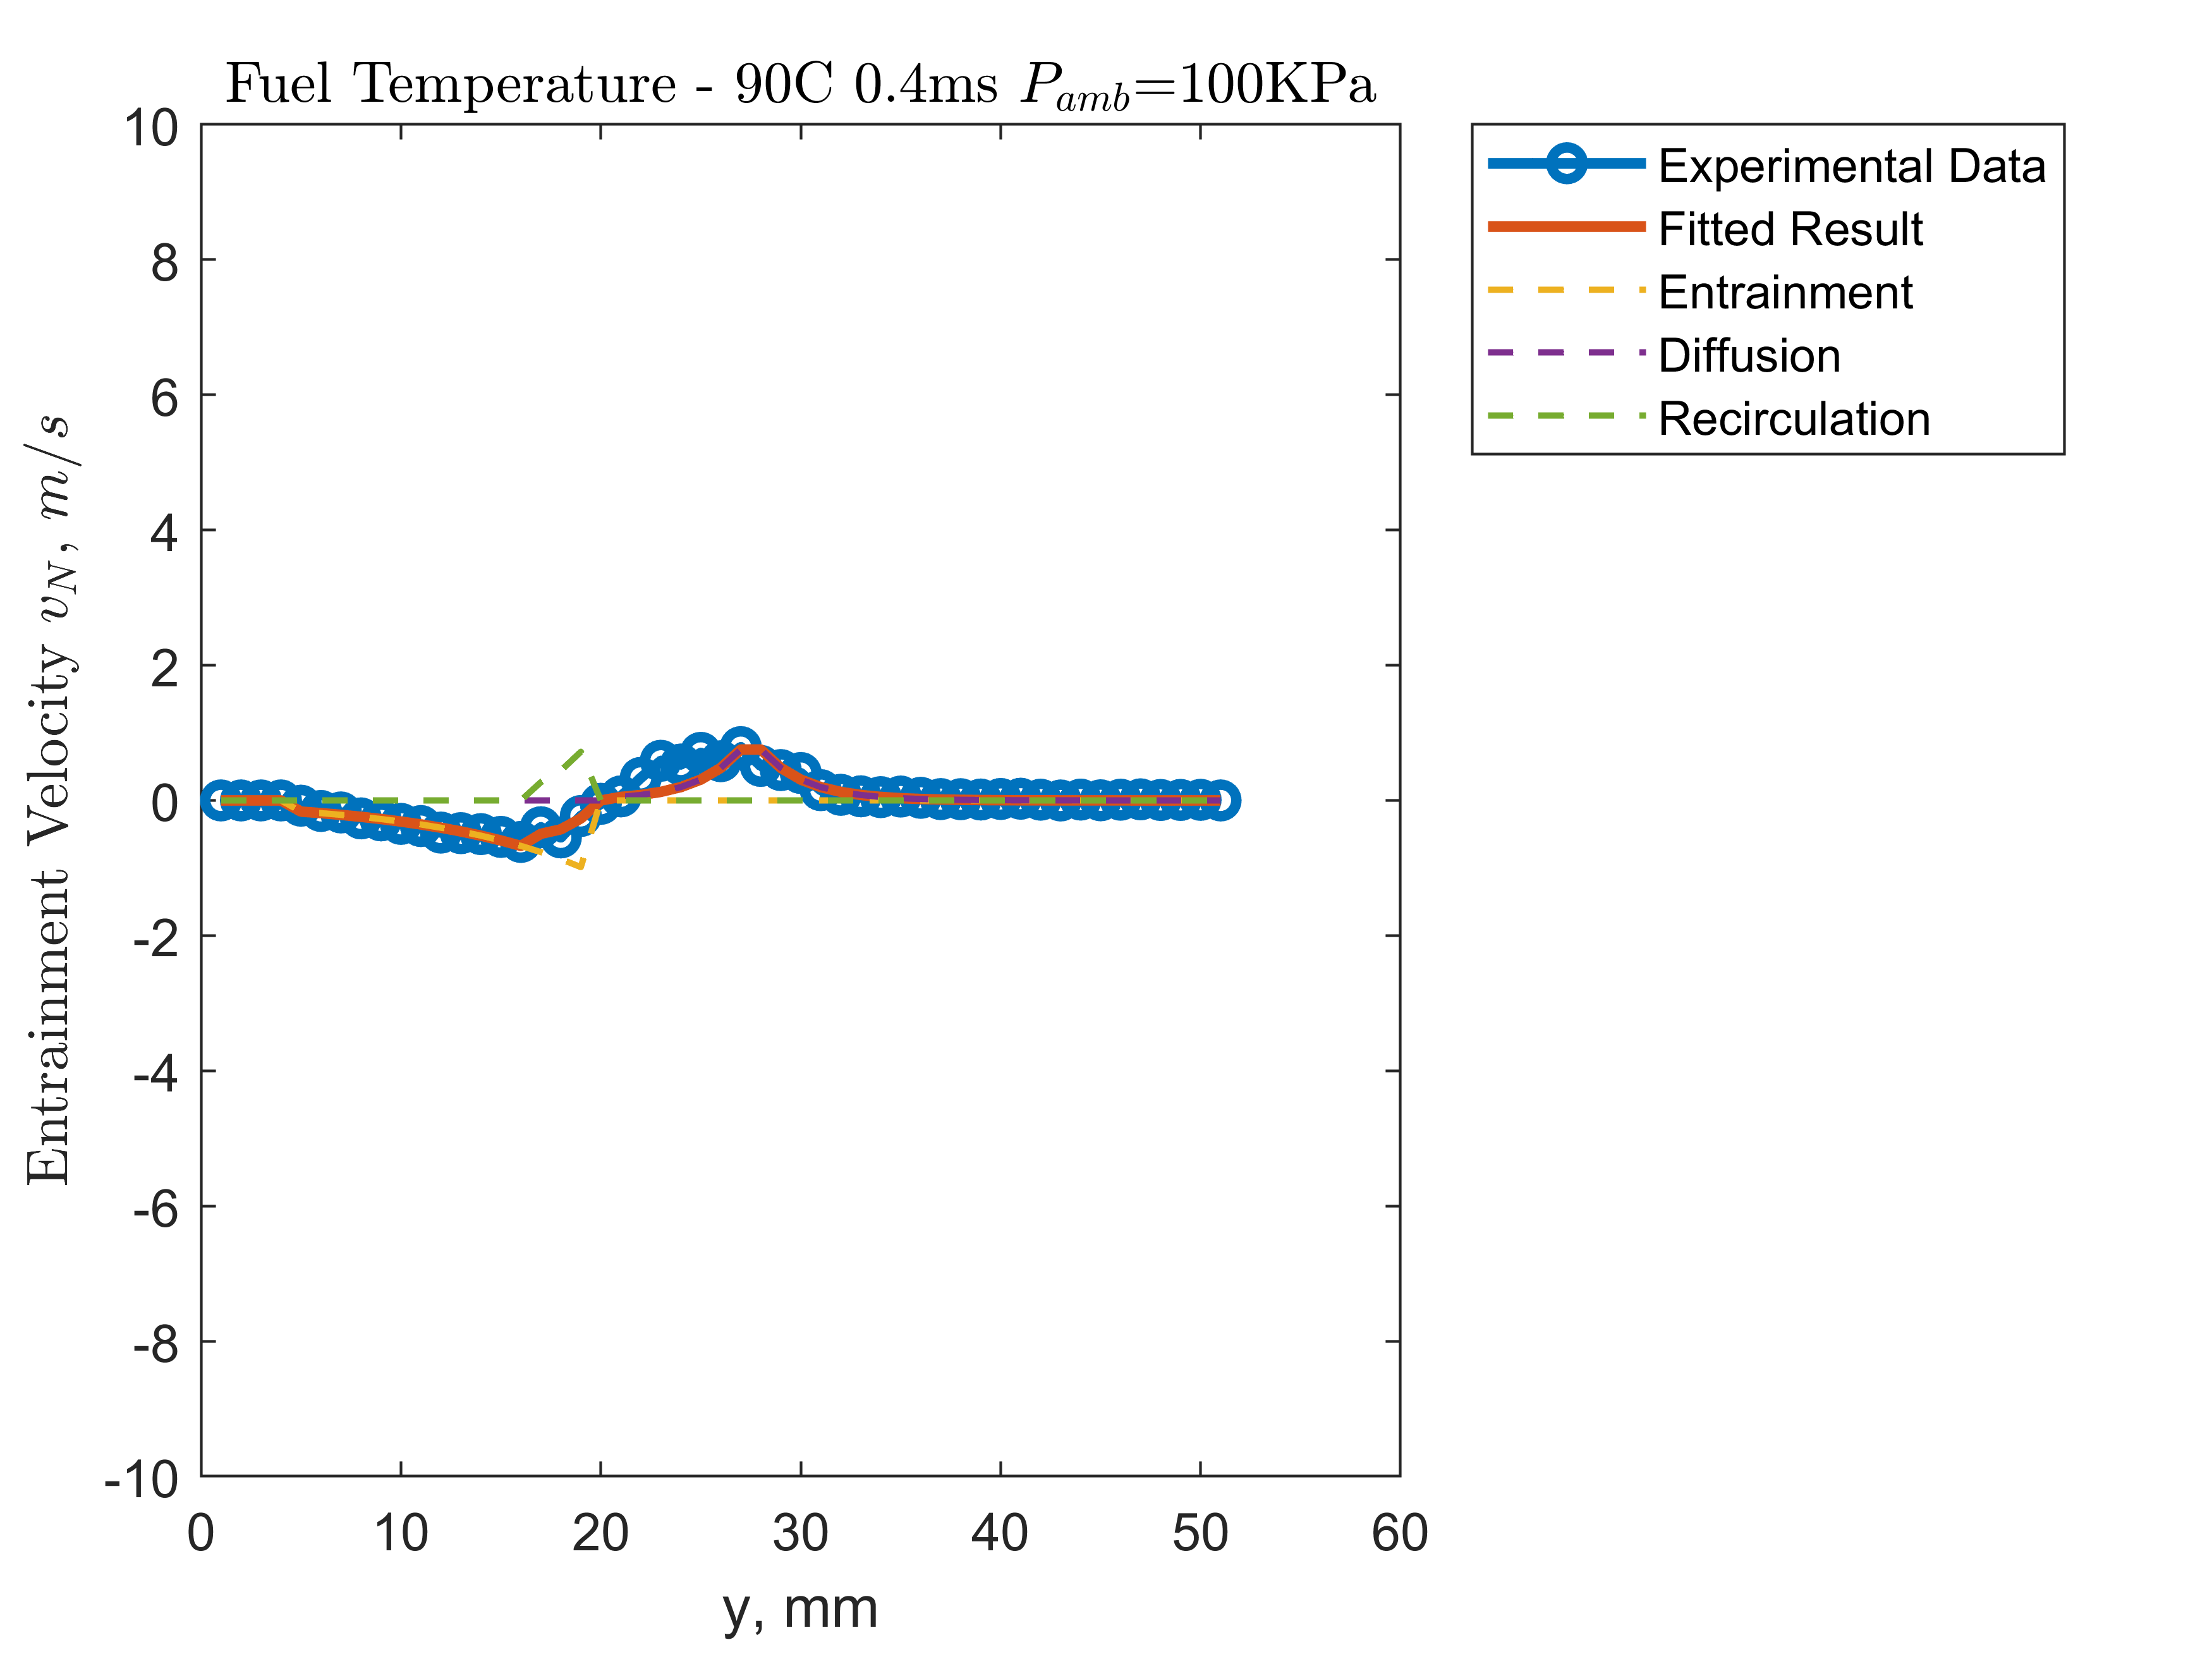 Fuel Temperature - 90C 0.4ms P_amb=100KPa
10
8
6
4
2
0
-2
-4
-6
-8
-10
Entrainment Velocity v_N, m/s
0 10 20 30 40 50 60
y, mm
Experimental Data
Fitted Result
Entrainment
Diffusion
Recirculation